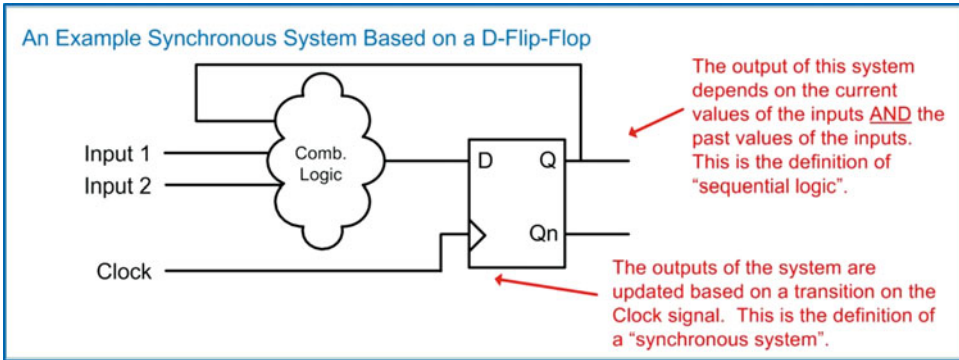 An Example Synchronous System Based on a D-Flip-Flop
The output of this system
depends on the current
values of the inputs AND the
past values of the inputs.
This is the definition of
“sequential logic”.
Input 1
Input 2
Comb.
Logic
D
Q
Qn
Clock
The outputs of the system are
updated based on a transition on the
Clock signal.  This is the definition of
a “synchronous system”.